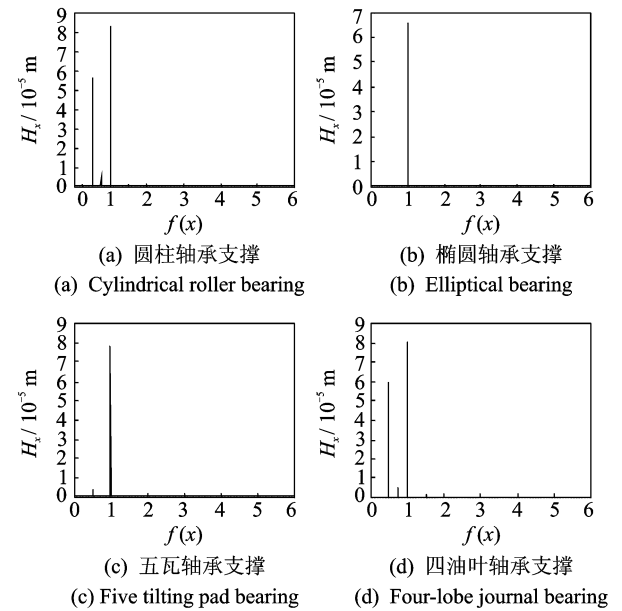 9
8
7
6
5
4
3
2
1
0
Hₓ/ 10⁻⁵ m
0 1 2 3 4 5 6
f (x)
(a) 圆柱轴承支撑
(a) Cylindrical roller bearing
7
6
5
4
3
2
1
0
Hₓ/ 10⁻⁵ m
0 1 2 3 4 5 6
f (x)
(b) 椭圆轴承支撑
(b) Elliptical bearing
9
8
7
6
5
4
3
2
1
0
Hₓ/ 10⁻⁵ m
0 1 2 3 4 5 6
f (x)
(c) 五瓦轴承支撑
(c) Five tilting pad bearing
9
8
7
6
5
4
3
2
1
0
Hₓ/ 10⁻⁵ m
0 1 2 3 4 5 6
f (x)
(d) 四油叶轴承支撑
(d) Four-lobe journal bearing